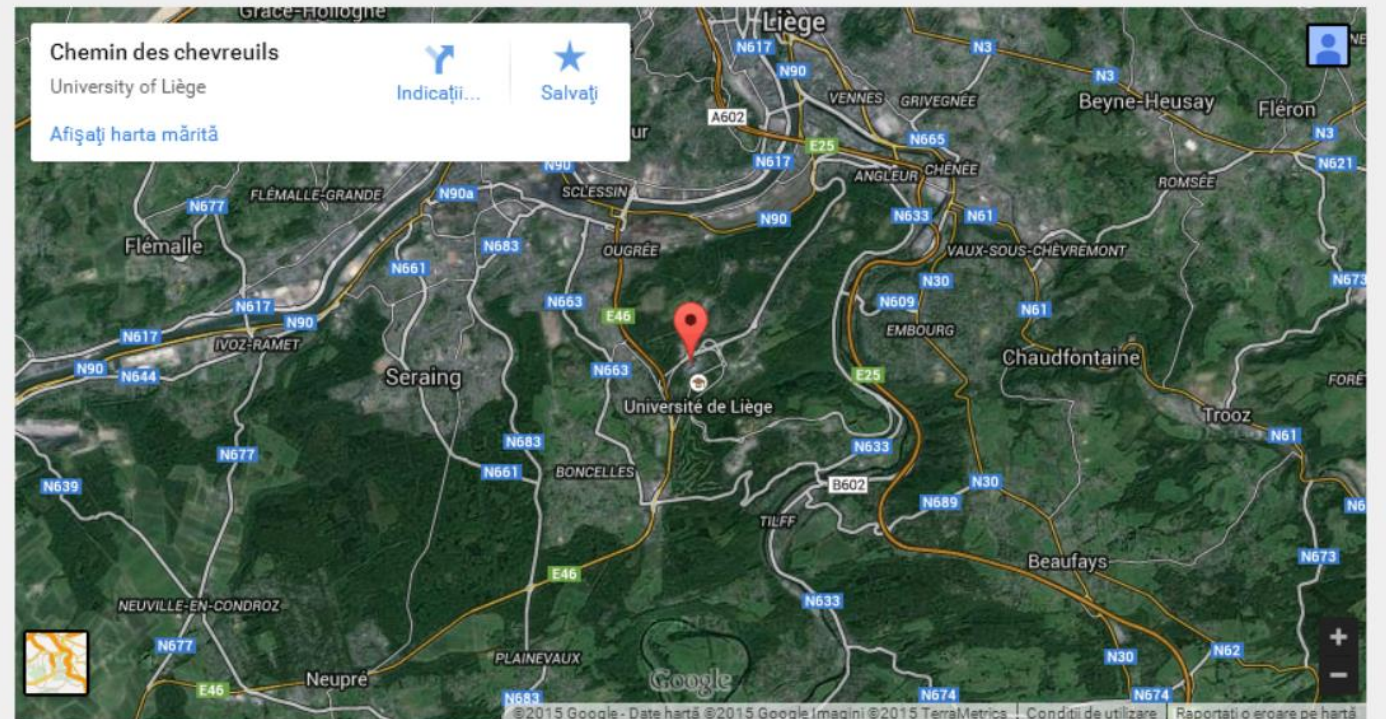 Grâce-Hollogne
Liège
Chemin des chevreuils
University of Liège
Indicații...
Salvați
Afișați harta mărită
N617
N3
N90
N3
VENNES
GRIVEGNÉE
Beyne-Heusay
Fléron
A602
ur
N665
N3
E25
N617
N621
N90
ANGLEUR
CHÊNÉE
ROMSÉE
FLÉMALLE-GRANDE
N90a
SCLESSIN
N677
N90
N633
N61
Flémalle
N683
OUGRÉE
VAUX-SOUS-CHÈVREMONT
N661
N30
N673
N617
N663
N609
N61
N90
E46
EMBOURG
N617
IVOZ-RAMET
Chaudfontaine
N90
N644
Seraing
N663
E25
FORÊ
Université de Liège
Trooz
N683
N633
N61
N677
N661
BONCELLES
N639
B602
N30
N689
N6
TILFF
N673
Beaufays
E46
NEUVILLE-EN-CONDROZ
N633
N677
PLAINEVAUX
N30
N62
Neupré
Google
E46
N683
N674
N674
©2015 Google - Date hartă ©2015 Google Imagini ©2015 TerraMetrics
Condiții de utilizare
Raportați o eroare pe hartă